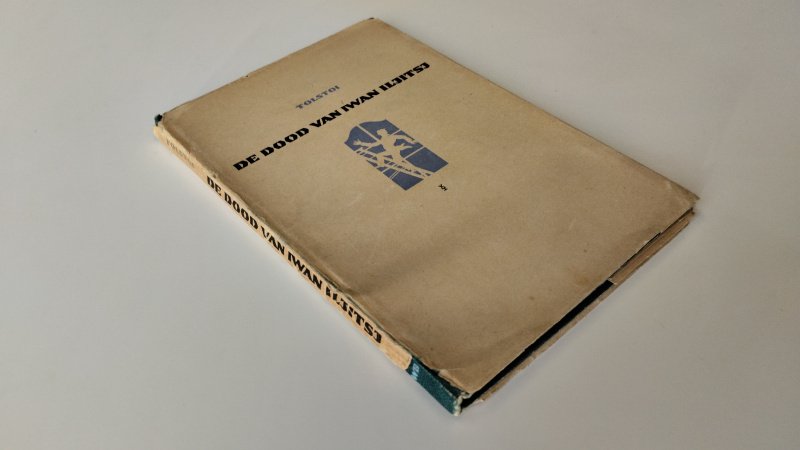 TOLSTOI
DE DOOD VAN IWAN ILJITSJ
DE DOOD VAN IWAN ILJITSJ